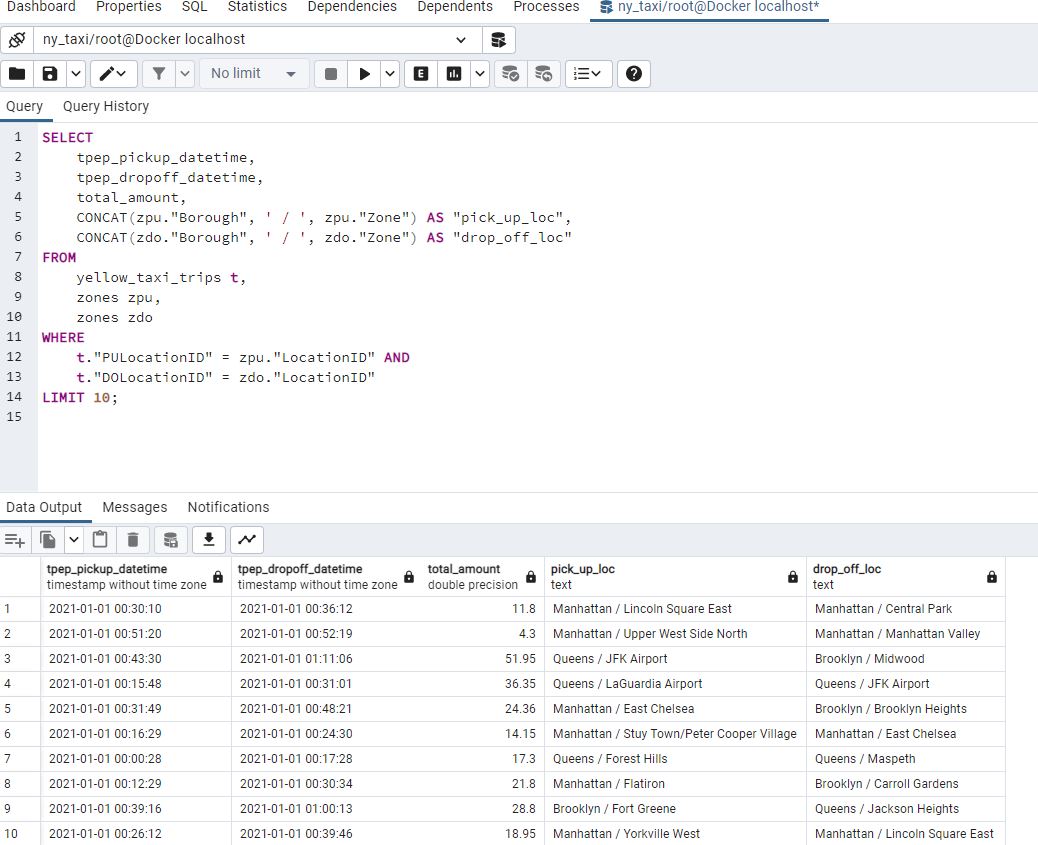 Dashboard Properties SQL Statistics Dependencies Dependents Processes ny_taxi/root@Docker localhost*
ny_taxi/root@Docker localhost
No limit E
Query Query History
1 SELECT
2 tpep_pickup_datetime,
3 tpep_dropoff_datetime,
4 total_amount,
5 CONCAT(zpu."Borough", ' / ', zpu."Zone") AS "pick_up_loc",
6 CONCAT(zdo."Borough", ' / ', zdo."Zone") AS "drop_off_loc"
7 FROM
8 yellow_taxi_trips t,
9 zones zpu,
10 zones zdo
11 WHERE
12 t."PULocationID" = zpu."LocationID" AND
13 t."DOLocationID" = zdo."LocationID"
14 LIMIT 10;
15
Data Output Messages Notifications
tpep_pickup_datetime tpep_dropoff_datetime total_amount pick_up_loc drop_off_loc
timestamp without time zone timestamp without time zone double precision text text
1 2021-01-01 00:30:10 2021-01-01 00:36:12 11.8 Manhattan / Lincoln Square East Manhattan / Central Park
2 2021-01-01 00:51:20 2021-01-01 00:52:19 4.3 Manhattan / Upper West Side North Manhattan / Manhattan Valley
3 2021-01-01 00:43:30 2021-01-01 01:11:06 51.95 Queens / JFK Airport Brooklyn / Midwood
4 2021-01-01 00:15:48 2021-01-01 00:31:01 36.35 Queens / LaGuardia Airport Queens / JFK Airport
5 2021-01-01 00:31:49 2021-01-01 00:48:21 24.36 Manhattan / East Chelsea Brooklyn / Brooklyn Heights
6 2021-01-01 00:16:29 2021-01-01 00:24:30 14.15 Manhattan / Stuy Town/Peter Cooper Village Manhattan / East Chelsea
7 2021-01-01 00:00:28 2021-01-01 00:17:28 17.3 Queens / Forest Hills Queens / Maspeth
8 2021-01-01 00:12:29 2021-01-01 00:30:34 21.8 Manhattan / Flatiron Brooklyn / Carroll Gardens
9 2021-01-01 00:39:16 2021-01-01 01:00:13 28.8 Brooklyn / Fort Greene Queens / Jackson Heights
10 2021-01-01 00:26:12 2021-01-01 00:39:46 18.95 Manhattan / Yorkville West Manhattan / Lincoln Square East